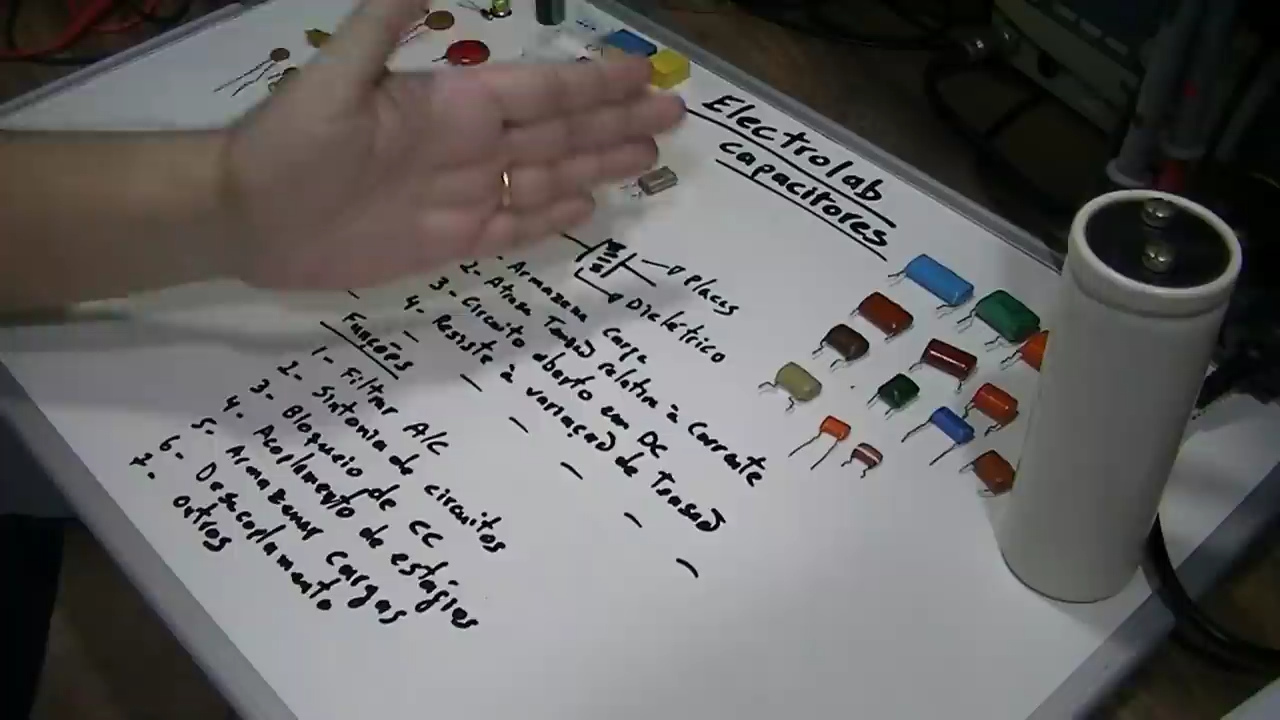 Electrolab
capacitores
placas
Dielétrico
1- Armazena Carga
2- Atrasa Tensão relativa à Corrente
3- Circuito aberto em DC
4- Resiste à variação de Tensão
Funções
1- Filtrar A/C
2- Sintonia de circuitos
3- Bloqueio de CC
4- Acoplamento de estágios
5- Armazenar cargas
6- Desacoplamento
7- outros